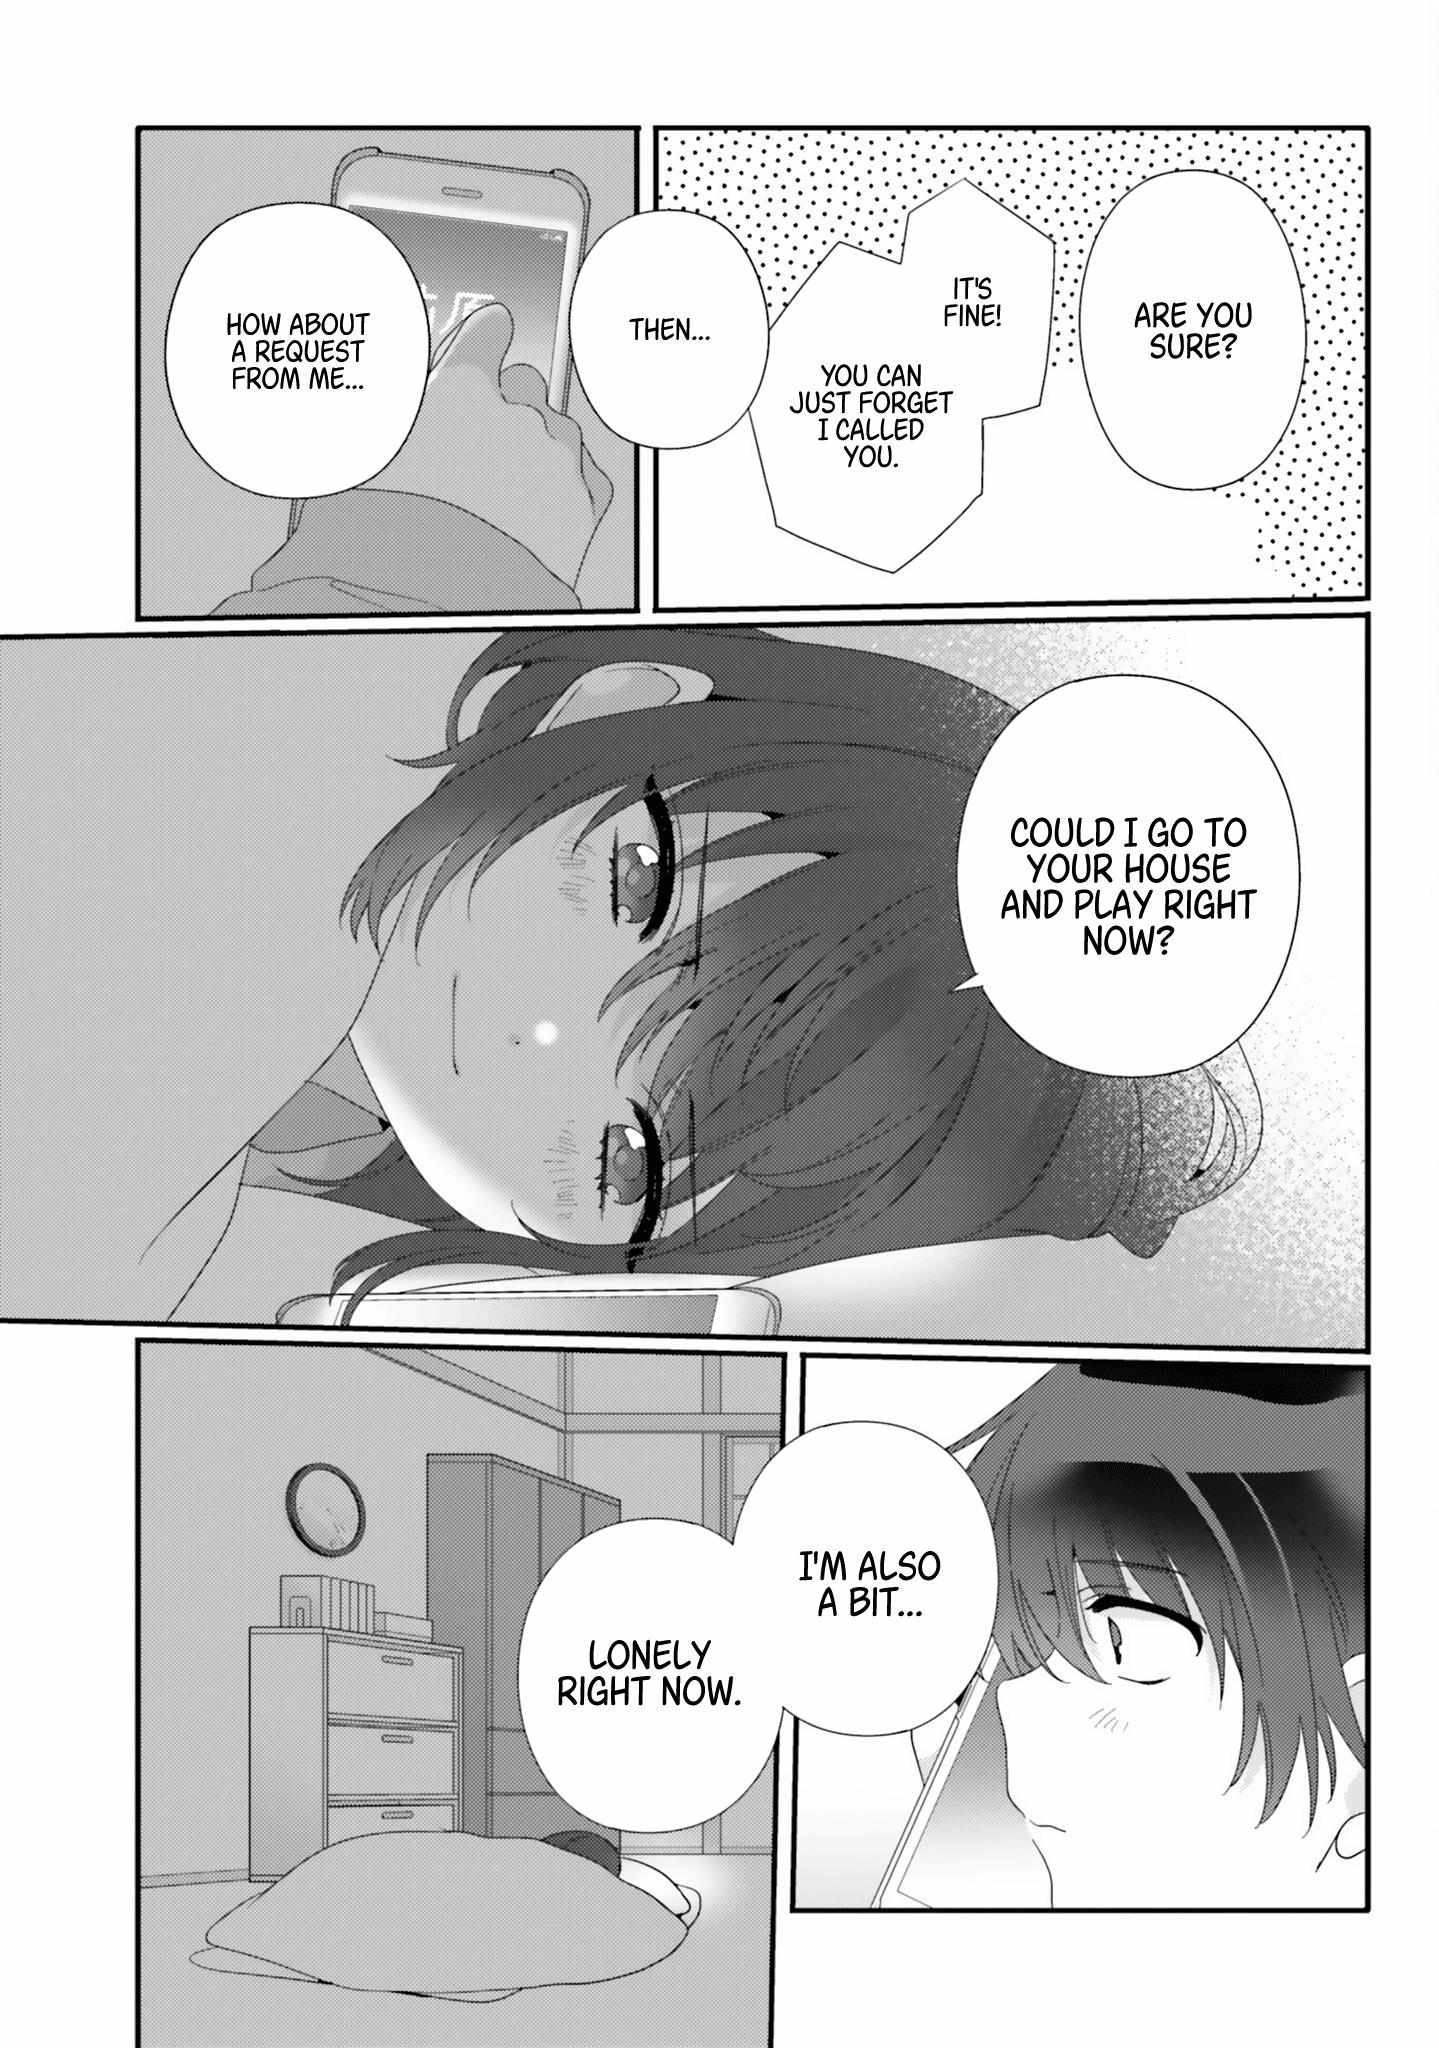 ARE YOU
SURE?
IT'S
FINE!
YOU CAN
JUST FORGET
I CALLED
YOU.
THEN...
HOW ABOUT
A REQUEST
FROM ME...
COULD I GO TO
YOUR HOUSE
AND PLAY RIGHT
NOW?
I'M ALSO
A BIT...
LONELY
RIGHT NOW.